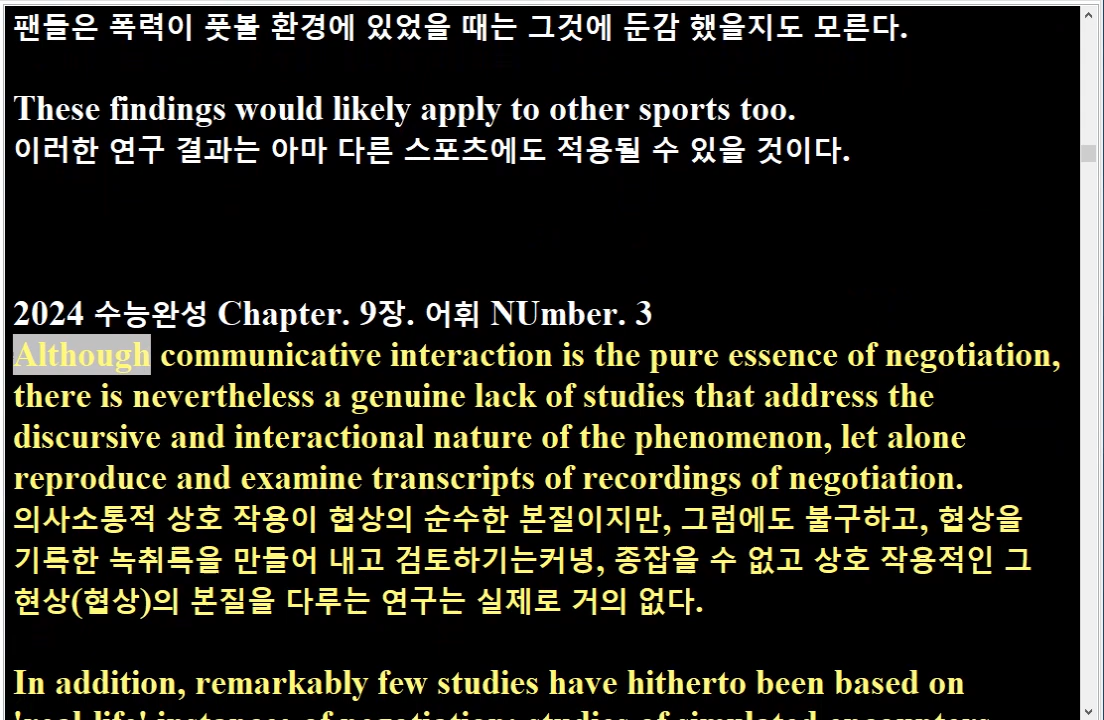 팬들은 폭력이 풋볼 환경에 있었을 때는 그것에 둔감 했을지도 모른다.
These findings would likely apply to other sports too.
이러한 연구 결과는 아마 다른 스포츠에도 적용될 수 있을 것이다.
2024 수능완성 Chapter. 9장. 어휘 NUmber. 3
Although communicative interaction is the pure essence of negotiation,
there is nevertheless a genuine lack of studies that address the
discursive and interactional nature of the phenomenon, let alone
reproduce and examine transcripts of recordings of negotiation.
의사소통적 상호 작용이 협상의 순수한 본질이지만, 그럼에도 불구하고, 협상을
기록한 녹취록을 만들어 내고 검토하기는커녕, 종잡을 수 없고 상호 작용적인 그
현상(협상)의 본질을 다루는 연구는 실제로 거의 없다.
In addition, remarkably few studies have hitherto been based on
'real-life' instances of negotiation; studies of simulated encounters